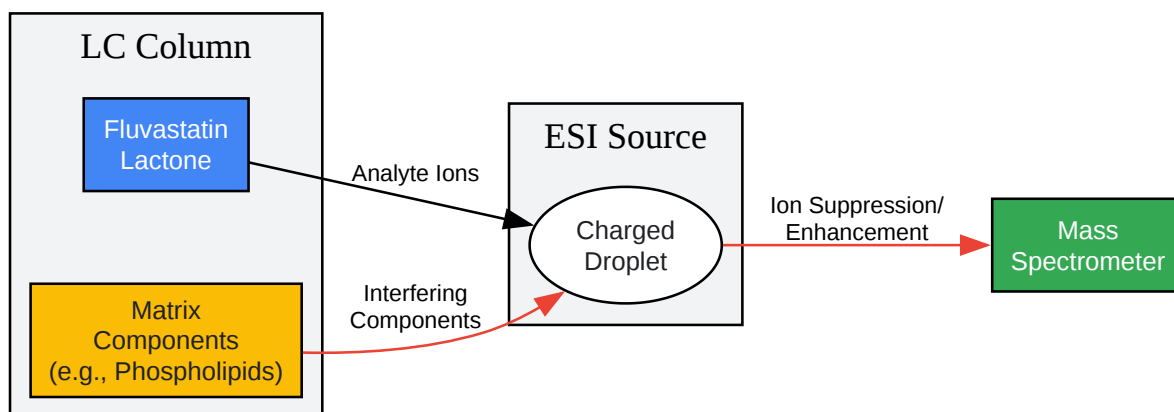 LC Column
Fluvastatin
Lactone
Matrix
Components
(e.g., Phospholipids)
Analyte Ions
Interfering
Components
ESI Source
Charged
Droplet
Ion Suppression/
Enhancement
Mass
Spectrometer